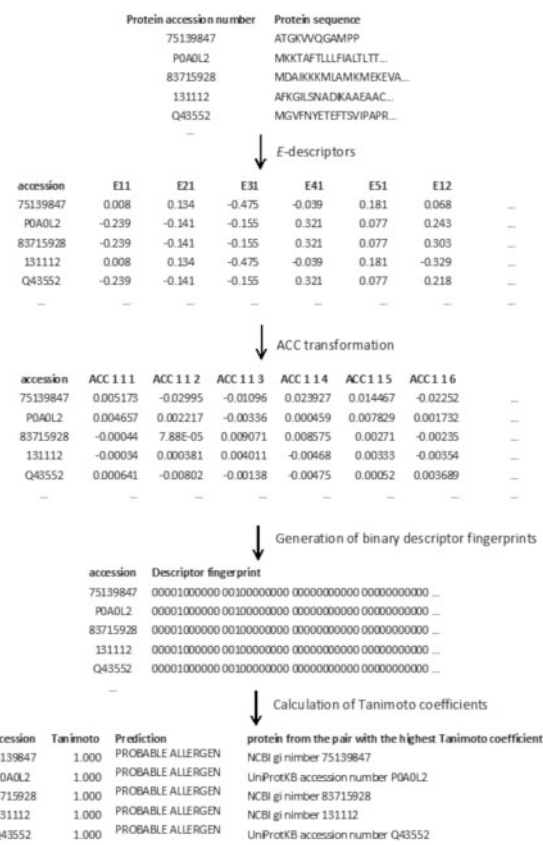 Protein accession number Protein sequence
75139847 ATGKVVQGAMPP
P0A0L2 MKKTAFTLLLFIALTLTT...
83715928 MDAIKKKMLAMKMEKEVA...
131112 AFKGILSNADIKAAEAAC...
Q43552 MGVFNYETEFTSVIPAPR...
...
E-descriptors
accession E11 E21 E31 E41 E51 E12
75139847 0.008 0.134 -0.475 -0.039 0.181 0.068 ...
P0A0L2 -0.239 -0.141 -0.155 0.321 0.077 0.243 ...
83715928 -0.239 -0.141 -0.155 0.321 0.077 0.303 ...
131112 0.008 0.134 -0.475 -0.039 0.181 -0.329 ...
Q43552 -0.239 -0.141 -0.155 0.321 0.077 0.218 ...
... ... ... ... ... ... ... ...
ACC transformation
accession ACC 1 1 1 ACC 1 1 2 ACC 1 1 3 ACC 1 1 4 ACC 1 1 5 ACC 1 1 6
75139847 0.005173 -0.02995 -0.01096 0.023927 0.014467 -0.02252 ...
P0A0L2 0.004657 0.002217 -0.00336 0.000459 0.007829 0.001732 ...
83715928 -0.00044 7.88E-05 0.009071 0.008575 0.00271 -0.00235 ...
131112 -0.00034 0.000381 0.004011 -0.00468 0.00333 -0.00354 ...
Q43552 0.000641 -0.00802 -0.00138 -0.00475 0.00052 0.003689 ...
... ... ... ... ... ... ... ...
Generation of binary descriptor fingerprints
accession Descriptor fingerprint
75139847 00001000000 00100000000 00000000000 00000000000 ...
P0A0L2 00001000000 00100000000 00000000000 00000000000 ...
83715928 00001000000 00100000000 00000000000 00000000000 ...
131112 00001000000 00100000000 00000000000 00000000000 ...
Q43552 00001000000 00100000000 00000000000 00000000000 ...
...
Calculation of Tanimoto coefficients
cession Tanimoto Prediction protein from the pair with the highest Tanimoto coefficient
139847 1.000 PROBABLE ALLERGEN NCBI gi nimber 75139847
0A0L2 1.000 PROBABLE ALLERGEN UniProtKB accession number P0A0L2
715928 1.000 PROBABLE ALLERGEN NCBI gi nimber 83715928
31112 1.000 PROBABLE ALLERGEN NCBI gi nimber 131112
43552 1.000 PROBABLE ALLERGEN UniProtKB accession number Q43552